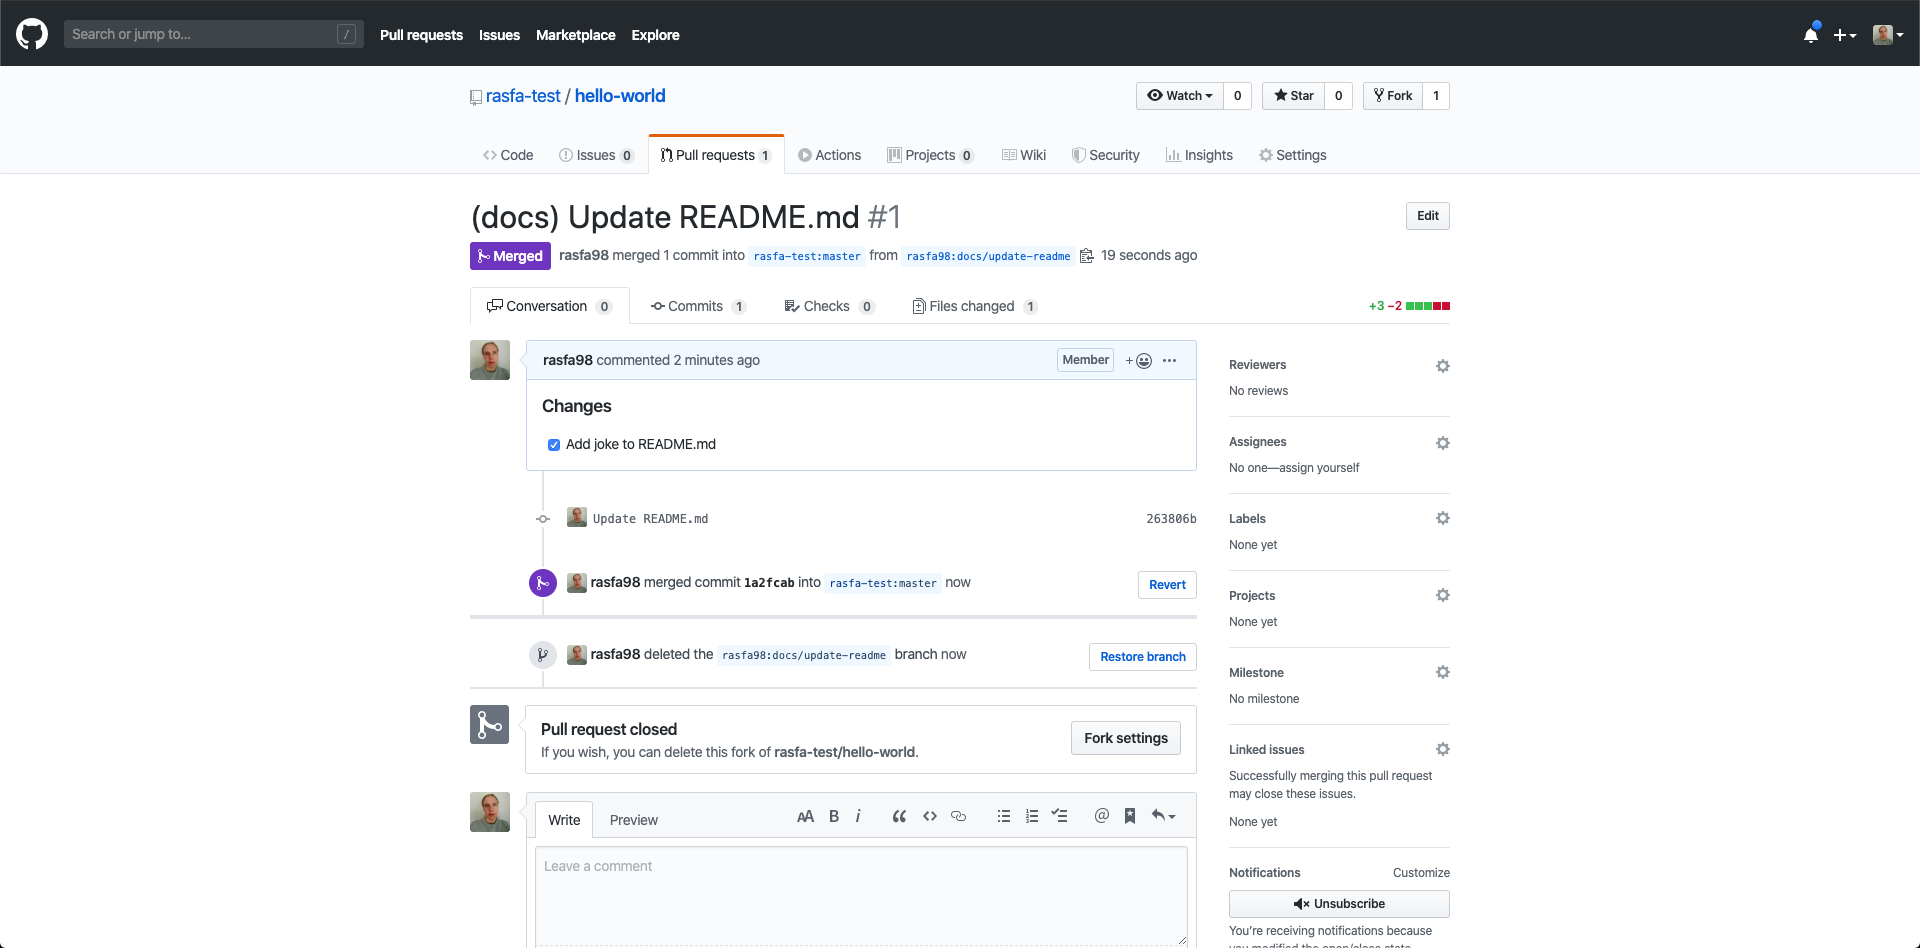 Search or jump to... /
Pull requests Issues Marketplace Explore
rasfa-test / hello-world
Watch 0 Star 0 Fork 1
Code Issues 0 Pull requests 1 Actions Projects 0 Wiki Security Insights Settings
(docs) Update README.md #1
Edit
Merged rasfa98 merged 1 commit into rasfa-test:master from rasfa98:docs/update-readme 19 seconds ago
Conversation 0 Commits 1 Checks 0 Files changed 1
+3 −2
rasfa98 commented 2 minutes ago
Member
Changes
Add joke to README.md
Update README.md 263806b
rasfa98 merged commit 1a2fcab into rasfa-test:master now
Revert
rasfa98 deleted the rasfa98:docs/update-readme branch now
Restore branch
Pull request closed
If you wish, you can delete this fork of rasfa-test/hello-world.
Fork settings
Write Preview
AA B i @
Leave a comment
Reviewers
No reviews
Assignees
No one—assign yourself
Labels
None yet
Projects
None yet
Milestone
No milestone
Linked issues
Successfully merging this pull request
may close these issues.
None yet
Notifications Customize
Unsubscribe
You're receiving notifications because
you modified the open/close state.